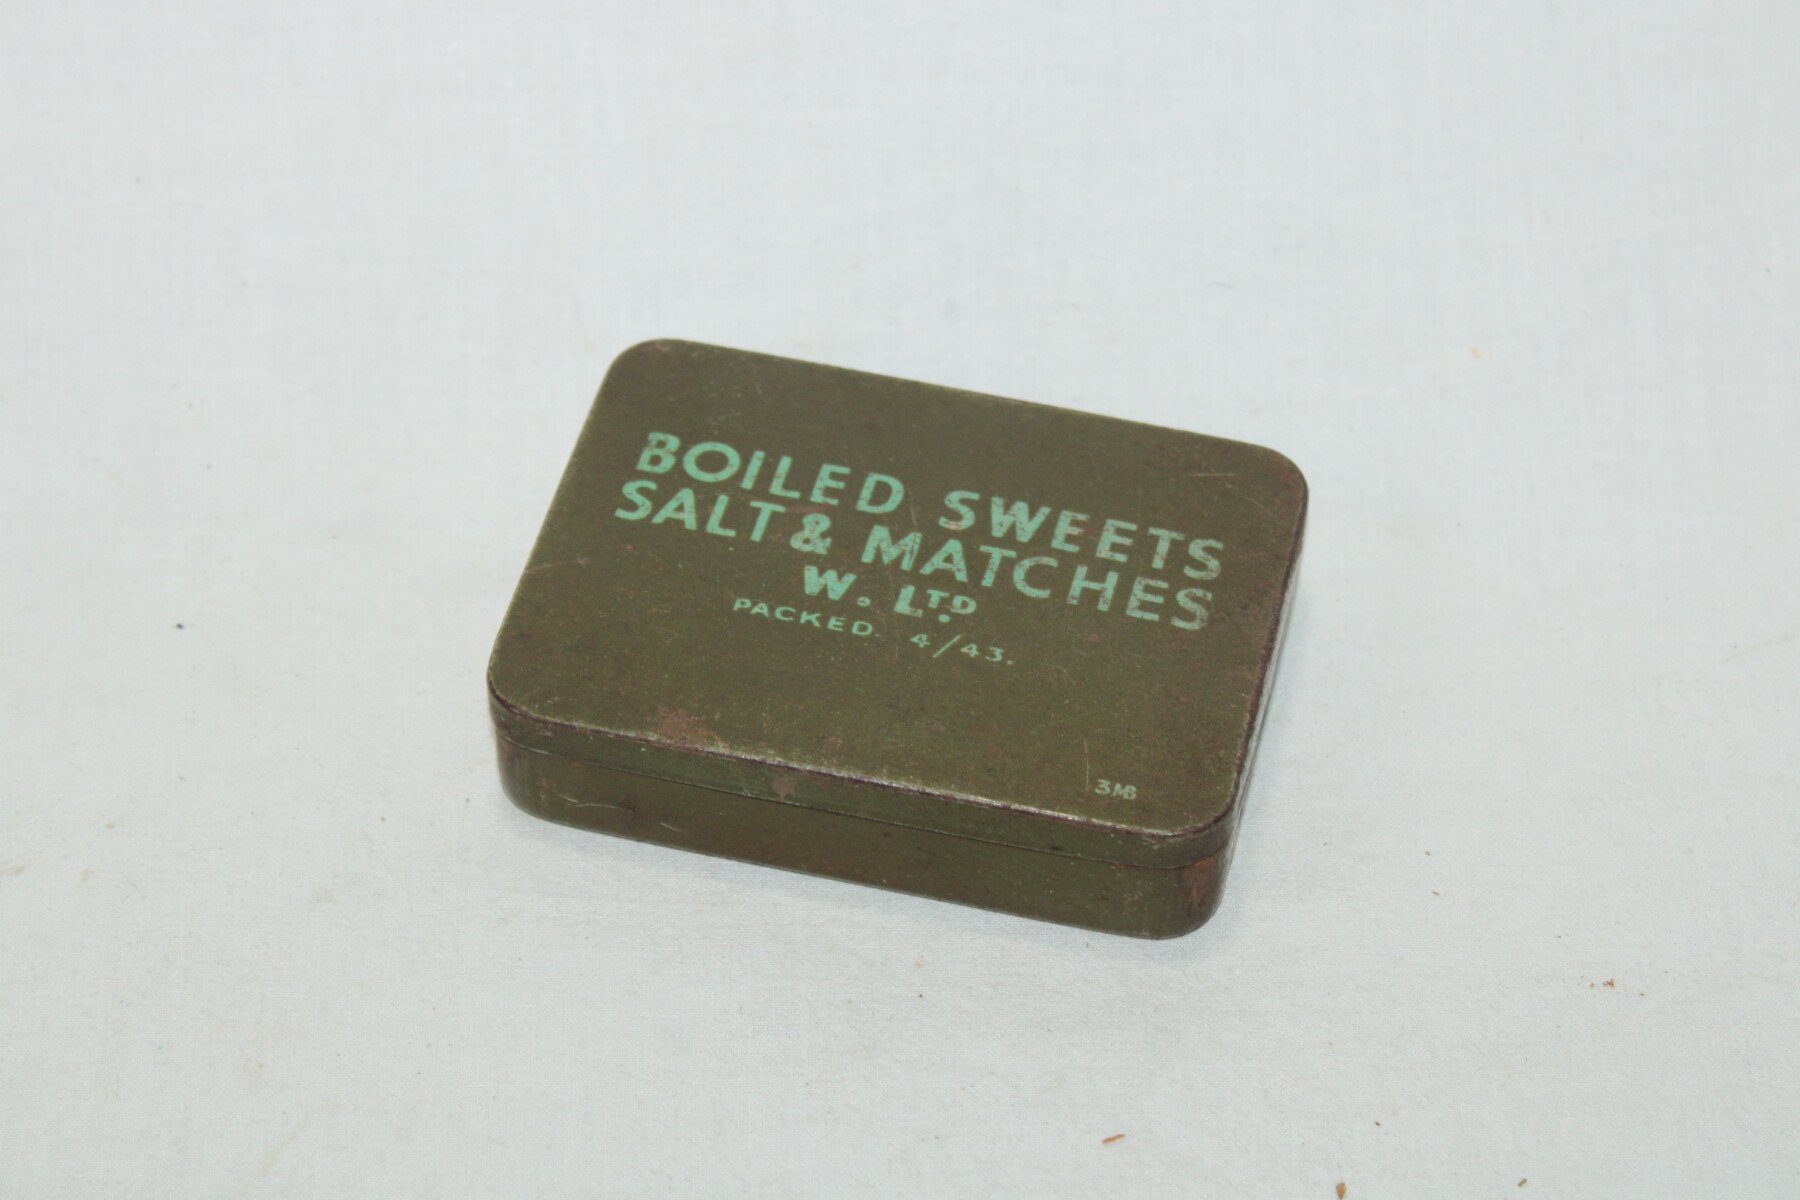 BOILED SWEETS
SALT & MATCHES
W. LTD.
PACKED. 4/43.
3MB